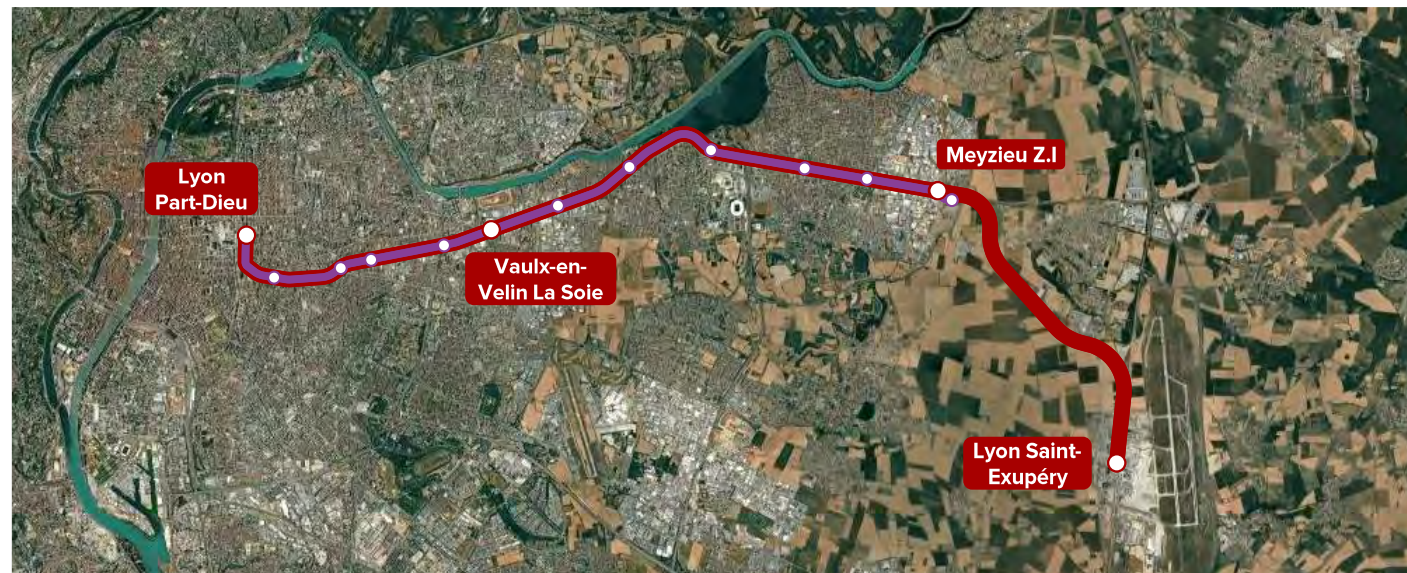 Lyon
Part-Dieu
Vaulx-en-
Velin La Soie
Meyzieu Z.I
Lyon Saint-
Exupéry